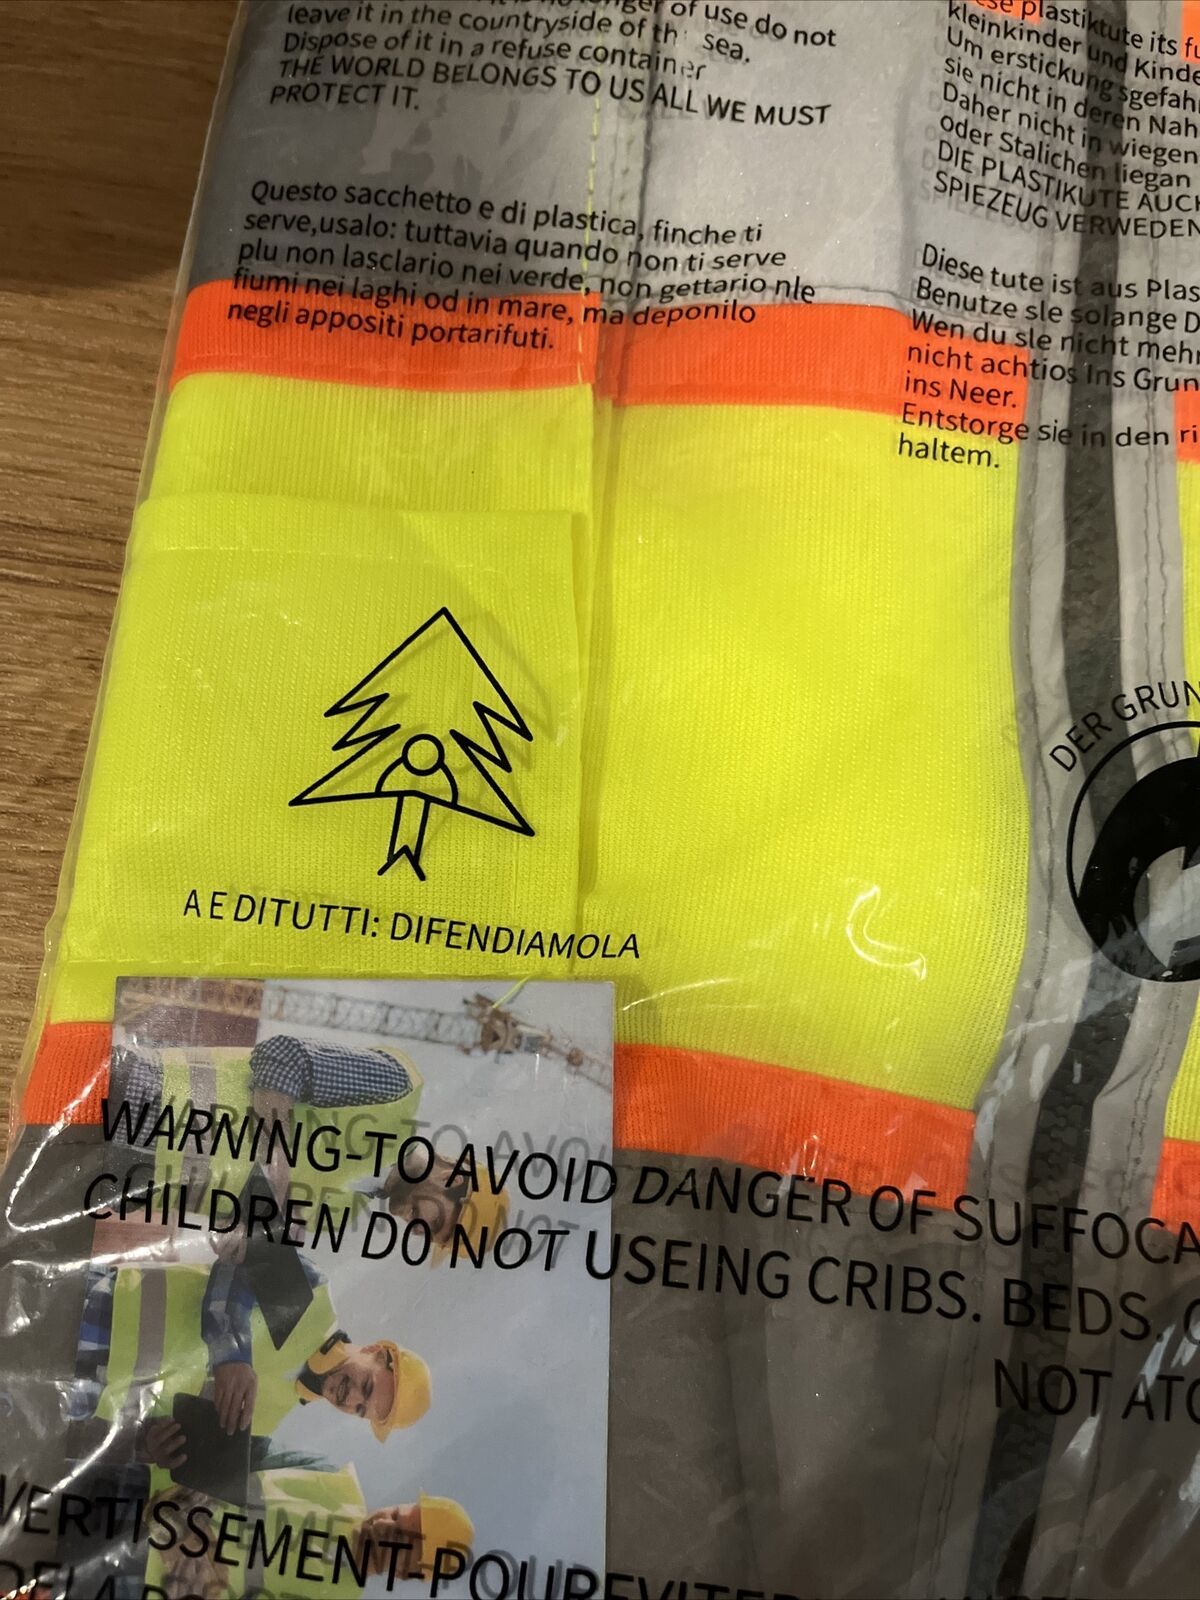 of use do not
leave it in the countryside of th sea.
Dispose of it in a refuse container
THE WORLD BELONGS TO US ALL WE MUST
PROTECT IT.
Questo sacchetto e di plastica, finche ti
serve,usalo: tuttavia quando non ti serve
plu non lasclario nei verde, non gettario nle
fiumi nei laghi od in mare, ma deponilo
negli appositi portarifuti.
plastiktute its
kleinkinder und Kinde
Um erstickung sgefah
sie nicht in deren Nah
Daher nicht in wiegen
oder Stalichen liegan
DIE PLASTIKUTE AUCH
SPIEZEUG VERWEDEN
Diese tute ist aus Plas
Benutze sle solange D
Wen du sle nicht mehr
nicht achtios Ins Grun
ins Neer.
Entstorge sie in den ri
haltem.
A E DITUTTI: DIFENDIAMOLA
DER GRUN
WARNING-TO AVOID DANGER OF SUFFOCA
CHILDREN DO NOT USEING CRIBS. BEDS.
NOT ATO
VERTISSEMENT-POUREVITER